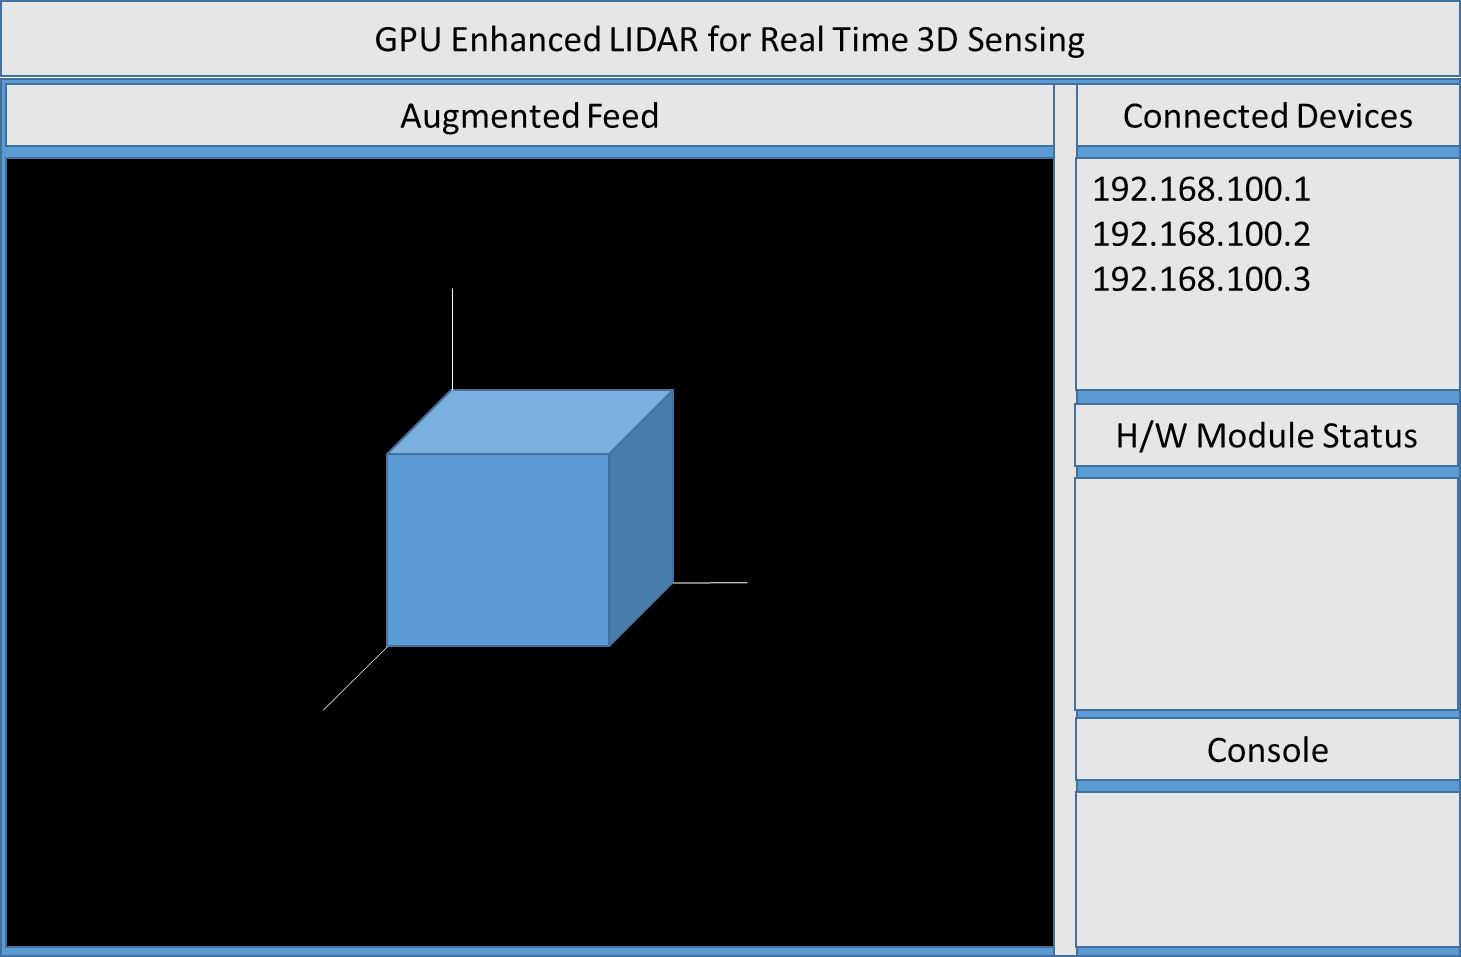 GPU Enhanced LIDAR for Real Time 3D Sensing
Augmented Feed
Connected Devices
192.168.100.1
192.168.100.2
192.168.100.3
H/W Module Status
Console